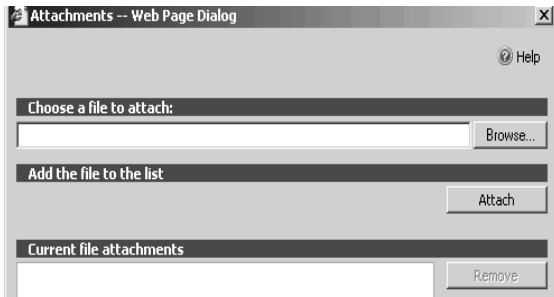 Attachments -- Web Page Dialog X
Help
Choose a file to attach:
Browse...
Add the file to the list
Attach
Current file attachments
Remove